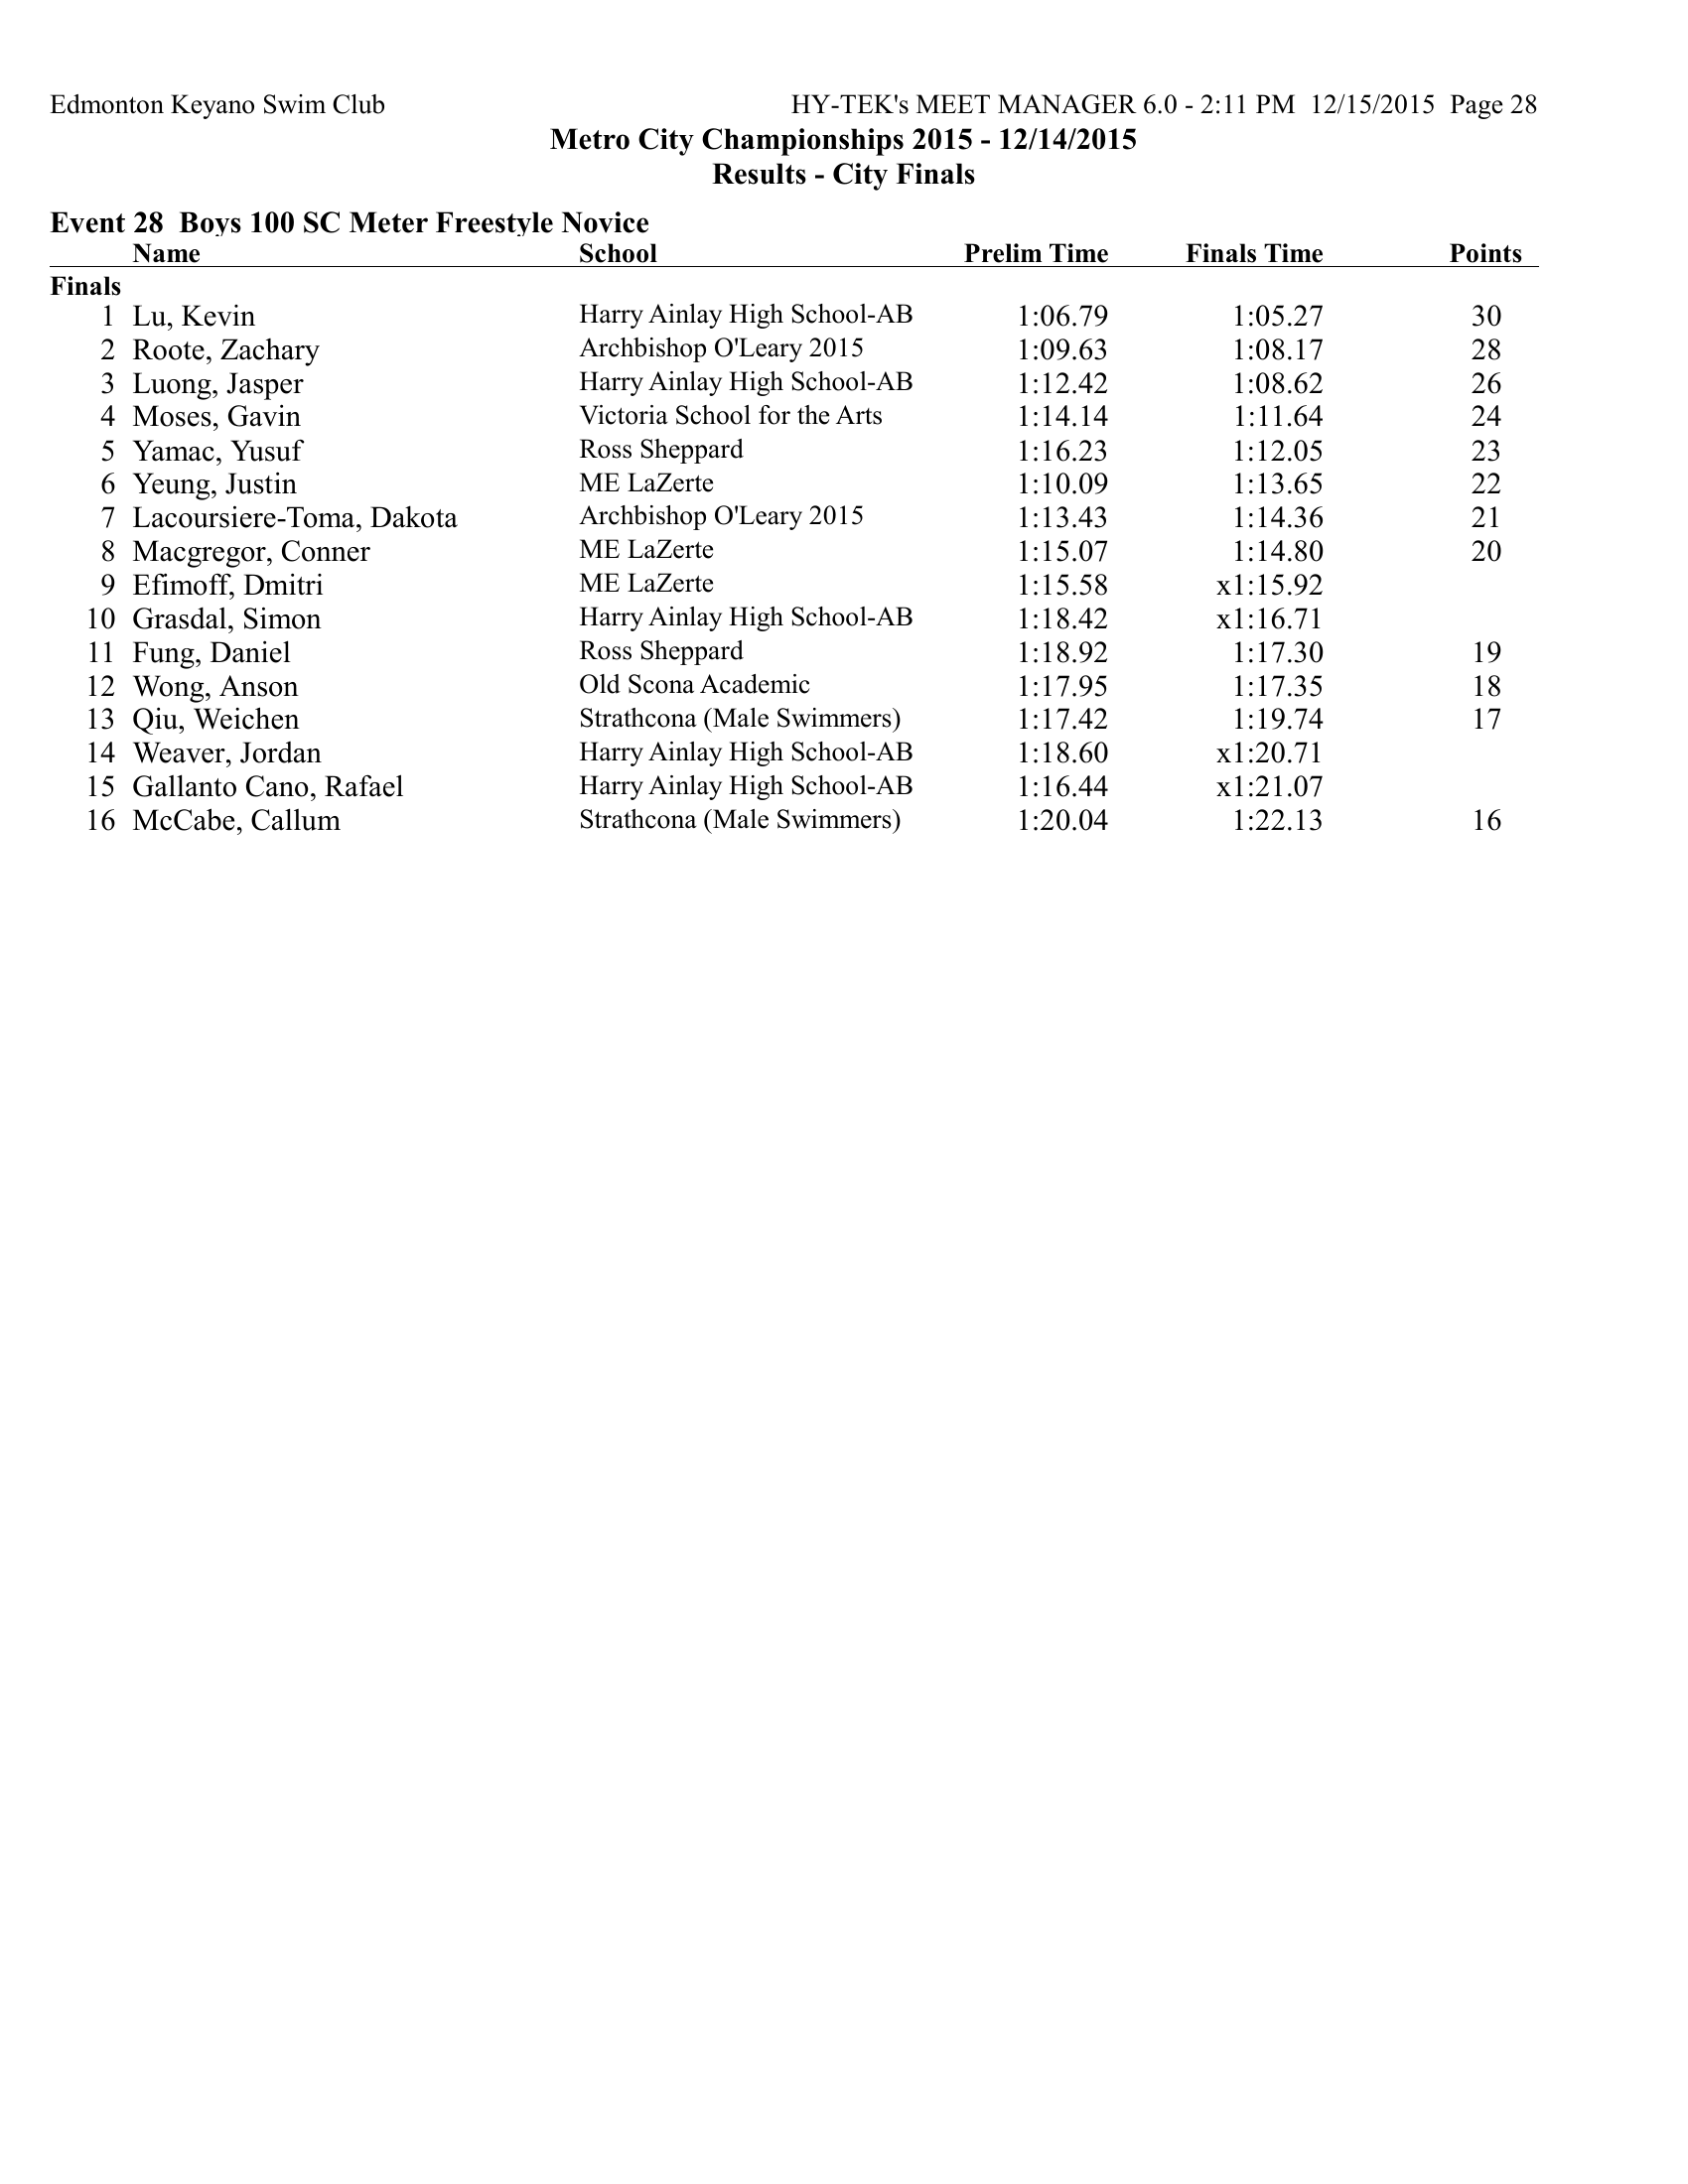 Edmonton Keyano Swim Club HY-TEK's MEET MANAGER 6.0 - 2:11 PM 12/15/2015 Page 28
Metro City Championships 2015 - 12/14/2015
Results - City Finals
Event 28 Boys 100 SC Meter Freestyle Novice
Name School Prelim Time Finals Time Points
Finals
1 Lu, Kevin Harry Ainlay High School-AB 1:06.79 1:05.27 30
2 Roote, Zachary Archbishop O'Leary 2015 1:09.63 1:08.17 28
3 Luong, Jasper Harry Ainlay High School-AB 1:12.42 1:08.62 26
4 Moses, Gavin Victoria School for the Arts 1:14.14 1:11.64 24
5 Yamac, Yusuf Ross Sheppard 1:16.23 1:12.05 23
6 Yeung, Justin ME LaZerte 1:10.09 1:13.65 22
7 Lacoursiere-Toma, Dakota Archbishop O'Leary 2015 1:13.43 1:14.36 21
8 Macgregor, Conner ME LaZerte 1:15.07 1:14.80 20
9 Efimoff, Dmitri ME LaZerte 1:15.58 x1:15.92
10 Grasdal, Simon Harry Ainlay High School-AB 1:18.42 x1:16.71
11 Fung, Daniel Ross Sheppard 1:18.92 1:17.30 19
12 Wong, Anson Old Scona Academic 1:17.95 1:17.35 18
13 Qiu, Weichen Strathcona (Male Swimmers) 1:17.42 1:19.74 17
14 Weaver, Jordan Harry Ainlay High School-AB 1:18.60 x1:20.71
15 Gallanto Cano, Rafael Harry Ainlay High School-AB 1:16.44 x1:21.07
16 McCabe, Callum Strathcona (Male Swimmers) 1:20.04 1:22.13 16